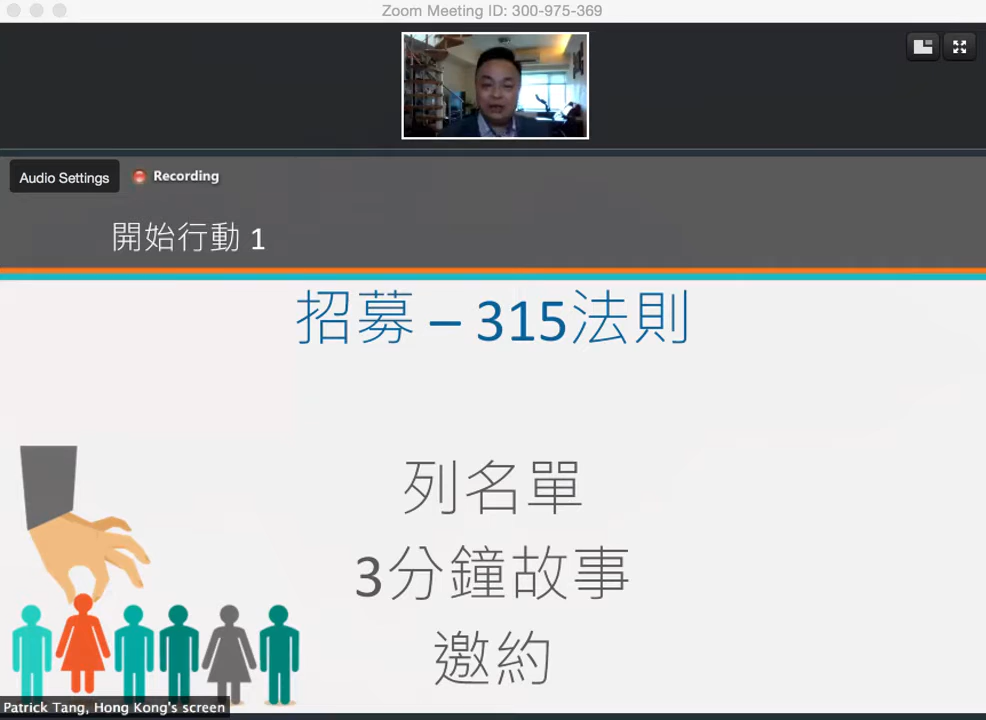 Zoom Meeting ID: 300-975-369
Audio Settings
Recording
開始行動 1
招募 – 315法則
列名單
3分鐘故事
邀約
Patrick Tang, Hong Kong's screen